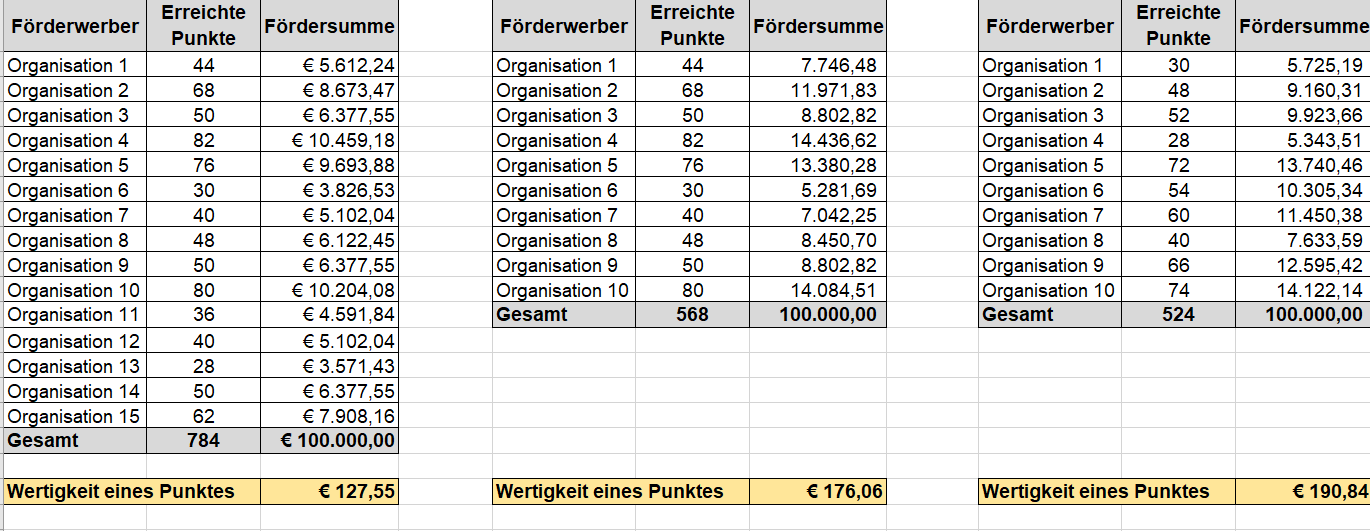 Förderwerber Erreichte Punkte Fördersumme
Organisation 1 44 € 5.612,24
Organisation 2 68 € 8.673,47
Organisation 3 50 € 6.377,55
Organisation 4 82 € 10.459,18
Organisation 5 76 € 9.693,88
Organisation 6 30 € 3.826,53
Organisation 7 40 € 5.102,04
Organisation 8 48 € 6.122,45
Organisation 9 50 € 6.377,55
Organisation 10 80 € 10.204,08
Organisation 11 36 € 4.591,84
Organisation 12 40 € 5.102,04
Organisation 13 28 € 3.571,43
Organisation 14 50 € 6.377,55
Organisation 15 62 € 7.908,16
Gesamt 784 € 100.000,00
Wertigkeit eines Punktes € 127,55
Förderwerber Erreichte Punkte Fördersumme
Organisation 1 44 7.746,48
Organisation 2 68 11.971,83
Organisation 3 50 8.802,82
Organisation 4 82 14.436,62
Organisation 5 76 13.380,28
Organisation 6 30 5.281,69
Organisation 7 40 7.042,25
Organisation 8 48 8.450,70
Organisation 9 50 8.802,82
Organisation 10 80 14.084,51
Gesamt 568 100.000,00
Wertigkeit eines Punktes € 176,06
Förderwerber Erreichte Punkte Fördersumme
Organisation 1 30 5.725,19
Organisation 2 48 9.160,31
Organisation 3 52 9.923,66
Organisation 4 28 5.343,51
Organisation 5 72 13.740,46
Organisation 6 54 10.305,34
Organisation 7 60 11.450,38
Organisation 8 40 7.633,59
Organisation 9 66 12.595,42
Organisation 10 74 14.122,14
Gesamt 524 100.000,00
Wertigkeit eines Punktes € 190,84